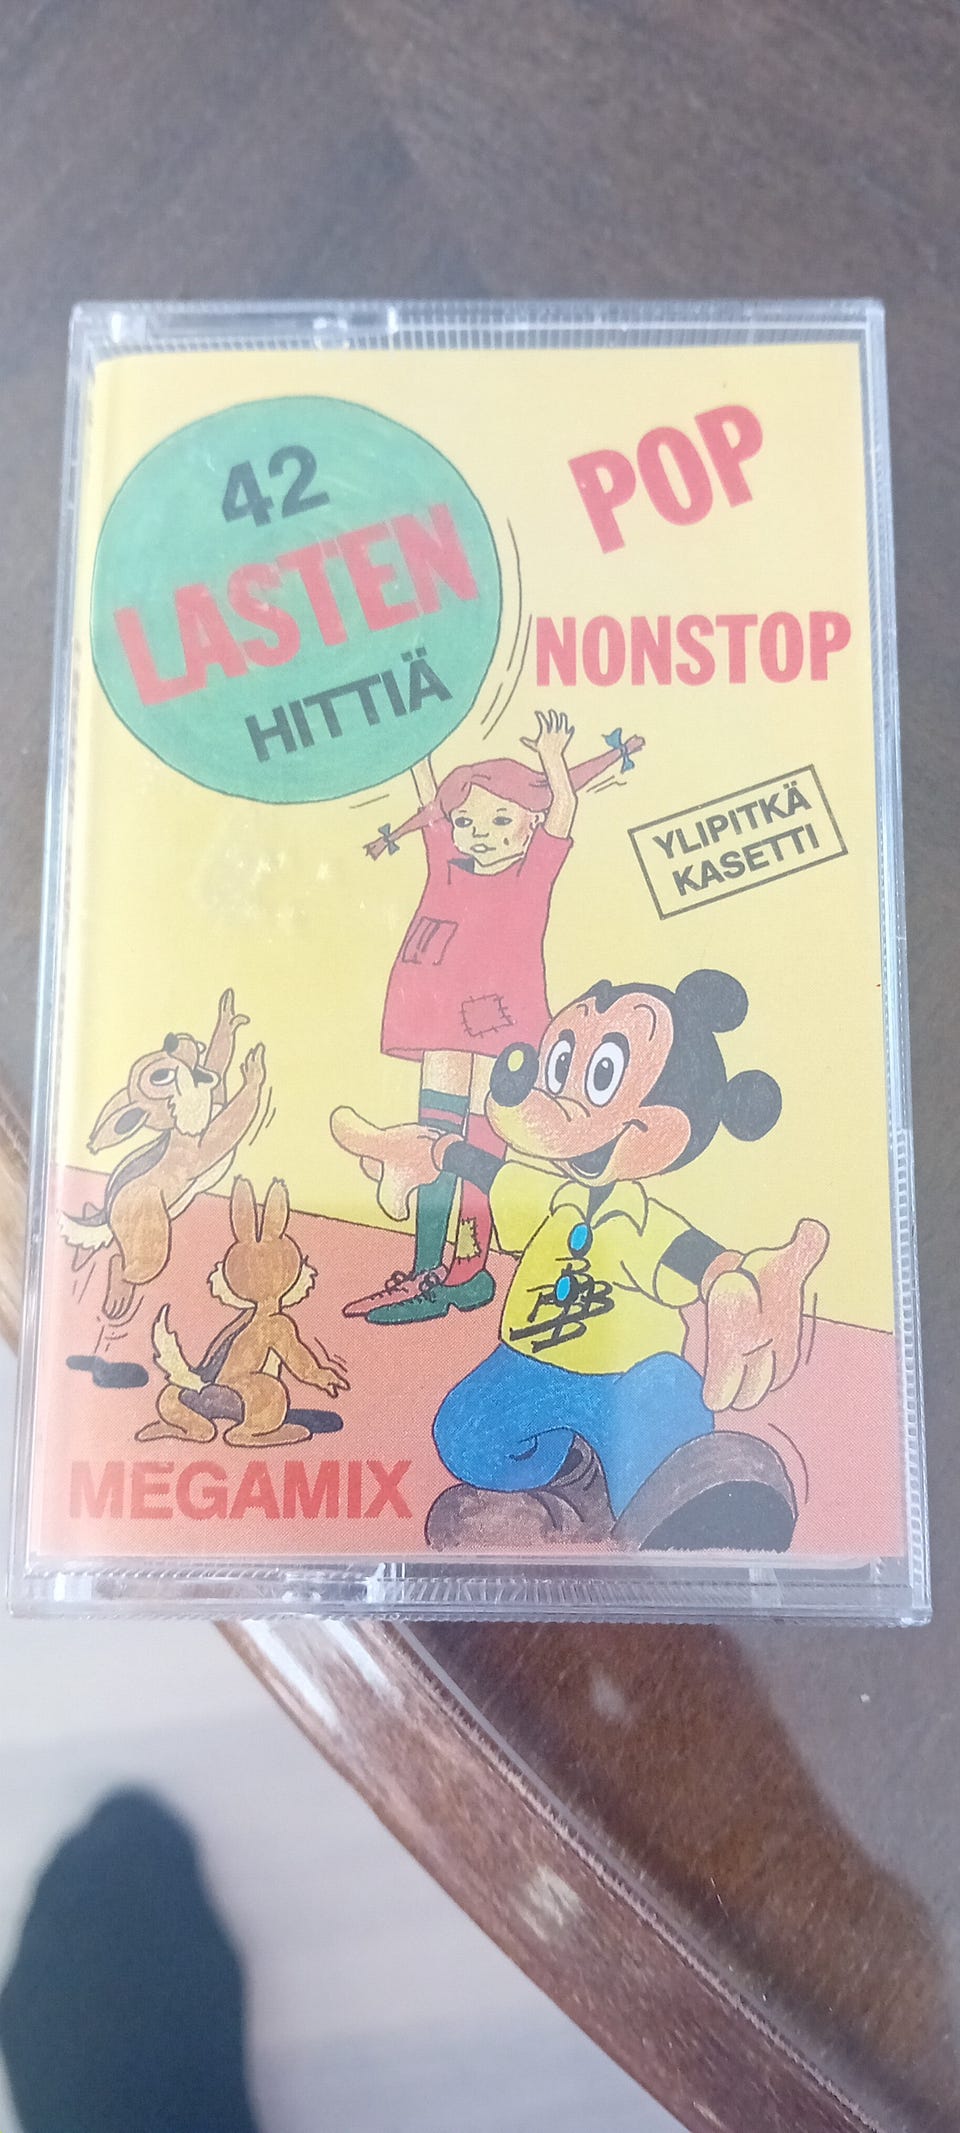 42
LASTEN
HITTIÄ
POP
NONSTOP
YLIPITKÄ
KASETTI
MEGAMIX